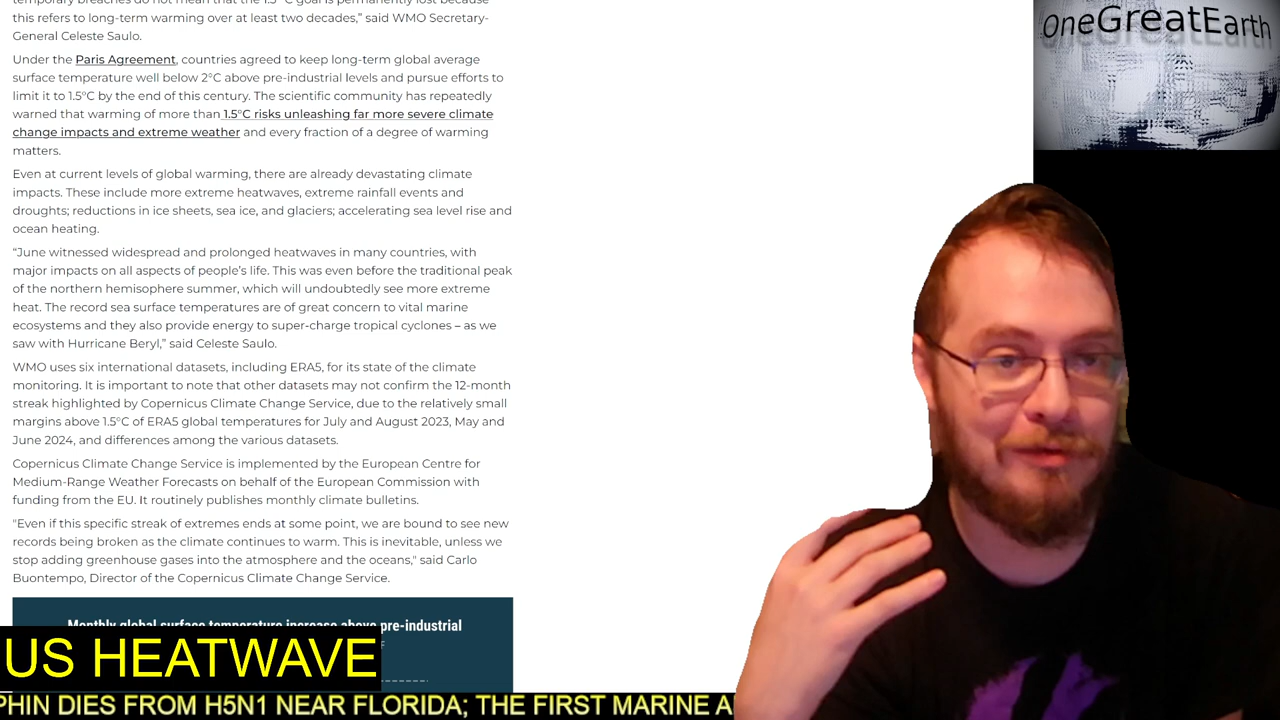 temporary breaches do not mean that the 1.5 °C goal is permanently lost because
this refers to long-term warming over at least two decades,” said WMO Secretary-
General Celeste Saulo.
Under the Paris Agreement, countries agreed to keep long-term global average
surface temperature well below 2°C above pre-industrial levels and pursue efforts to
limit it to 1.5°C by the end of this century. The scientific community has repeatedly
warned that warming of more than 1.5°C risks unleashing far more severe climate
change impacts and extreme weather and every fraction of a degree of warming
matters.
Even at current levels of global warming, there are already devastating climate
impacts. These include more extreme heatwaves, extreme rainfall events and
droughts; reductions in ice sheets, sea ice, and glaciers; accelerating sea level rise and
ocean heating.
“June witnessed widespread and prolonged heatwaves in many countries, with
major impacts on all aspects of people’s life. This was even before the traditional peak
of the northern hemisphere summer, which will undoubtedly see more extreme
heat. The record sea surface temperatures are of great concern to vital marine
ecosystems and they also provide energy to super-charge tropical cyclones – as we
saw with Hurricane Beryl,” said Celeste Saulo.
WMO uses six international datasets, including ERA5, for its state of the climate
monitoring. It is important to note that other datasets may not confirm the 12-month
streak highlighted by Copernicus Climate Change Service, due to the relatively small
margins above 1.5°C of ERA5 global temperatures for July and August 2023, May and
June 2024, and differences among the various datasets.
Copernicus Climate Change Service is implemented by the European Centre for
Medium-Range Weather Forecasts on behalf of the European Commission with
funding from the EU. It routinely publishes monthly climate bulletins.
"Even if this specific streak of extremes ends at some point, we are bound to see new
records being broken as the climate continues to warm. This is inevitable, unless we
stop adding greenhouse gases into the atmosphere and the oceans," said Carlo
Buontempo, Director of the Copernicus Climate Change Service.
Monthly global surface temperature increase above pre-industrial
US HEATWAVE
PHIN DIES FROM H5N1 NEAR FLORIDA; THE FIRST MARINE
OneGreatEarth